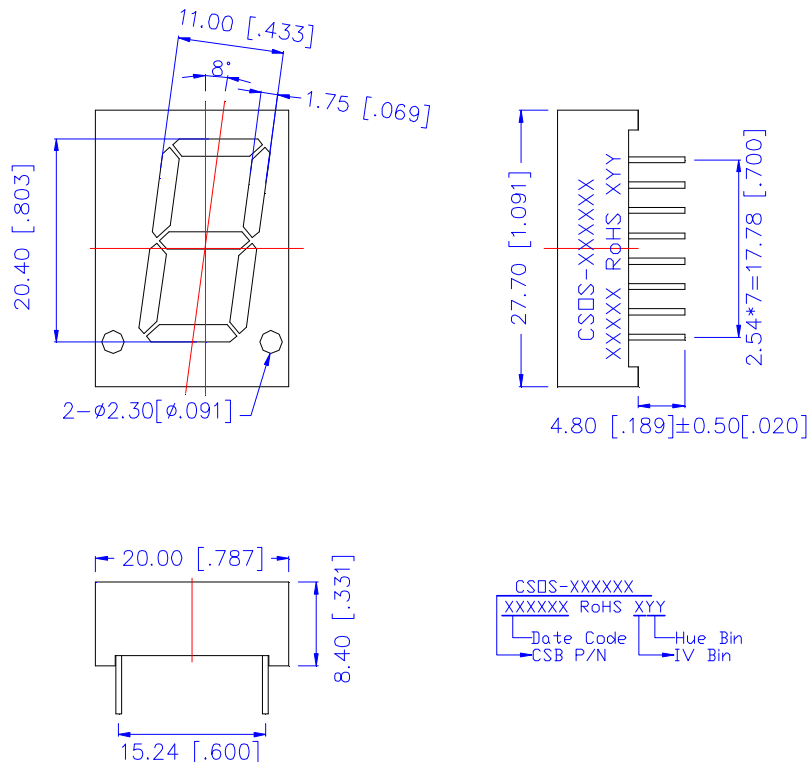 11.00 [.433]
8°
1.75 [.069]
20.40 [.803]
2-ø2.30[ø.091]
27.70 [1.091]
CS□S-XXXXXX
XXXXX RoHS XYY
2.54*7=17.78 [.700]
4.80 [.189]±0.50[.020]
20.00 [.787]
8.40 [.331]
15.24 [.600]
CS□S-XXXXXX
XXXXXX RoHS XYY
Date Code
Hue Bin
CSB P/N
IV Bin